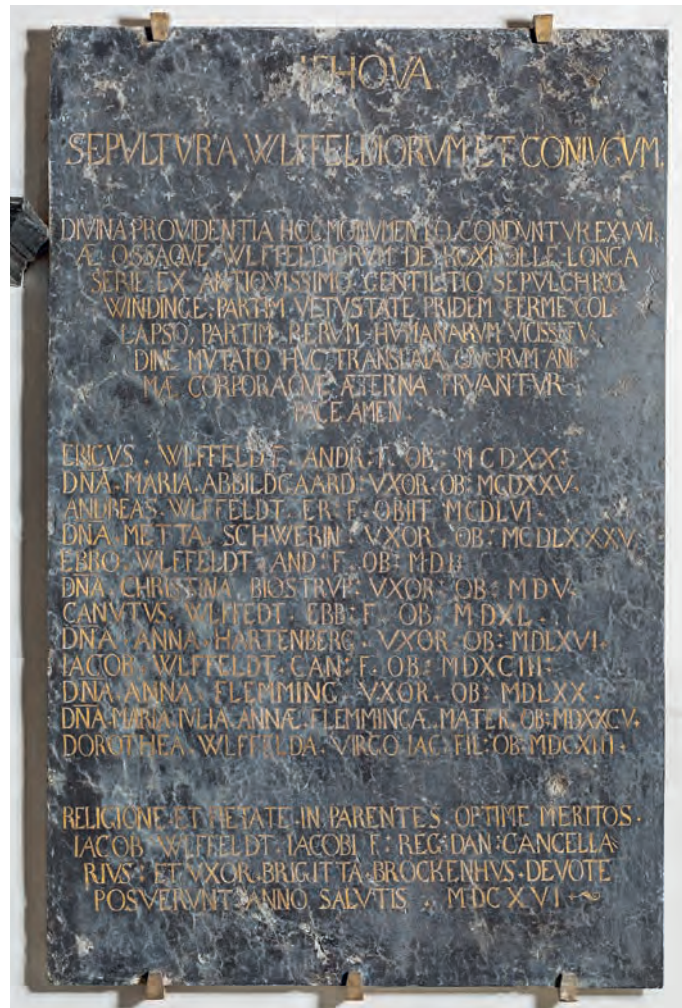 IEHOVA
SEPVLTVRA WLFFELDIORVM ET CONIVGVM.
DIVINA PROVIDENTIA HOC MONVMENTO CONDVNTVR EXVVI
Æ OSSAQVE WLFFELDIORVM DE KOXBØLLE LONGA
SERIE EX ANTIQVISSIMO GENTILITIO SEPVLCHRO
WINDINGE, PARTIM VETVSTATE PRIDEM FERME COL
LAPSO, PARTIM RERVM HVMANARVM VICISSITV
DINE MVTATO HVC TRANSLATA, QVORVM ANI
MÆ CORPORAQVE ÆTERNA FRVANTVR
PACE AMEN.
ERICVS . WLFFELDT . ANDR . F . OB: MCDXX:
DNA . MARIA . ABBILDGAARD . VXOR . OB: MCDXXV.
ANDREAS . WLFFELDT . ER . F . OBIIT MCDLVI .
DNA . METTA . SCHWERIN . VXOR . OB: MCDLXXXV
EBBO . WLFFELDT . AND . F . OB: MDII
DNA . CHRISTINA BIOSTRVP . VXOR . OB: MDV.
CANVTVS . WLFFEDT . EBB: F . OB: MDXL .
DNA . ANNA . HARTENBERG . VXOR . OB: MDLXVI .
IACOB . WLFFELDT . CAN: F . OB: MDXCIII:
DNA . ANNA . FLEMMING . VXOR . OB: MDLXX .
DNA . MARIA . IVLIA . ANNÆ . FLEMMINGA . MATER . OB: MDXXCV.
DOROTHEA . WLFFELDA . VIRGO . IAC: FIL: OB: MDCXIII .
RELIGIONE . ET PIETATE . IN PARENTES . OPTIME MERITOS .
IACOB . WLFFELDT . IACOBI F: REG: DAN: CANCELLA
RIVS: ET VXOR . BRIGITTA . BROCKENHVS . DEVOTE
POSVERVNT: ANNO SALVTIS . MDCXVI